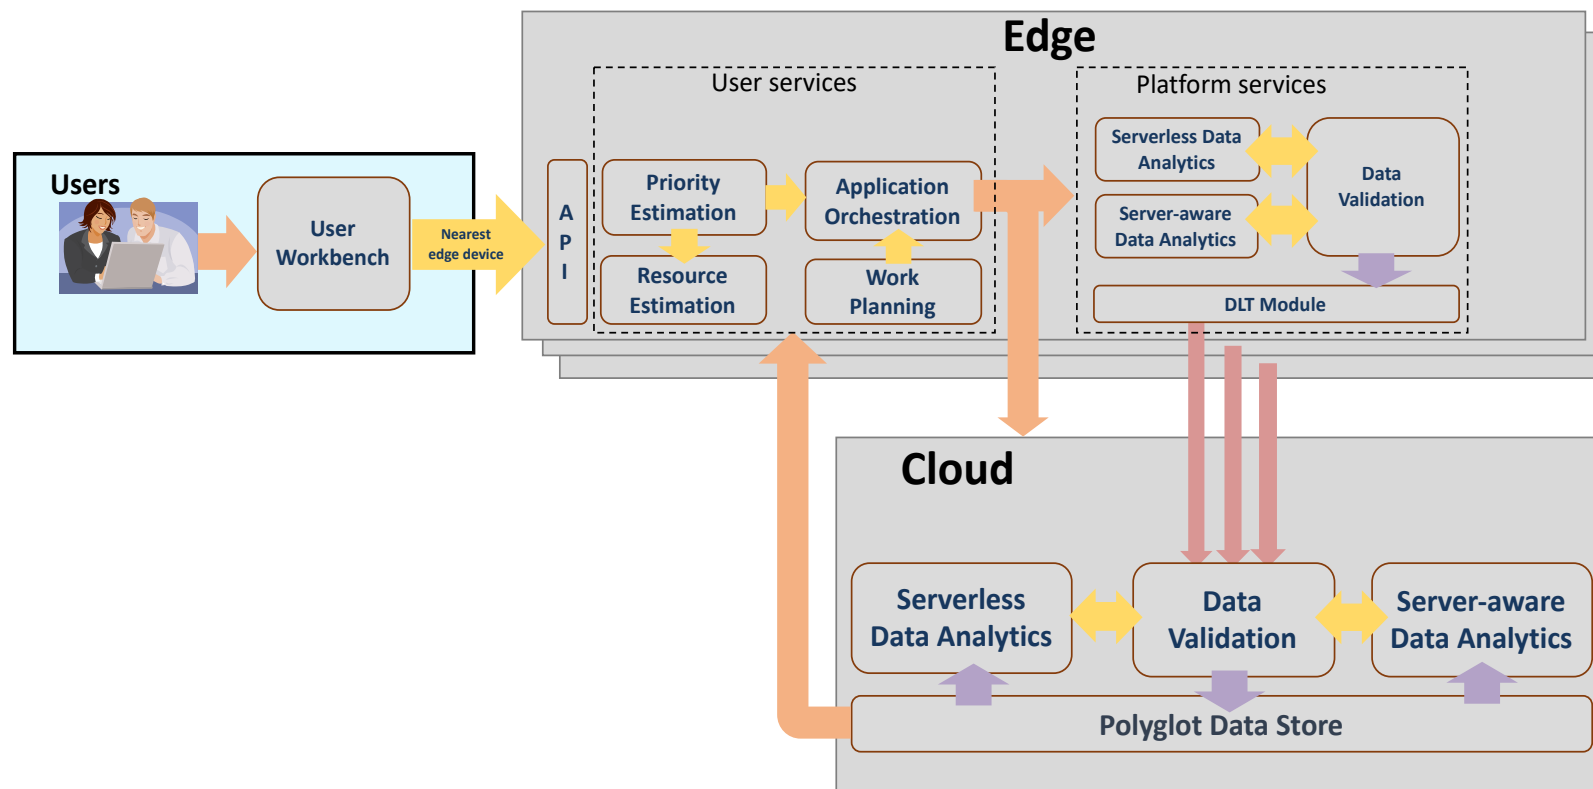 Edge
User services
Platform services
Users
User
Workbench
Nearest
edge device
A
P
I
Priority
Estimation
Application
Orchestration
Resource
Estimation
Work
Planning
Serverless Data
Analytics
Server-aware
Data Analytics
Data
Validation
DLT Module
Cloud
Serverless
Data Analytics
Data
Validation
Server-aware
Data Analytics
Polyglot Data Store